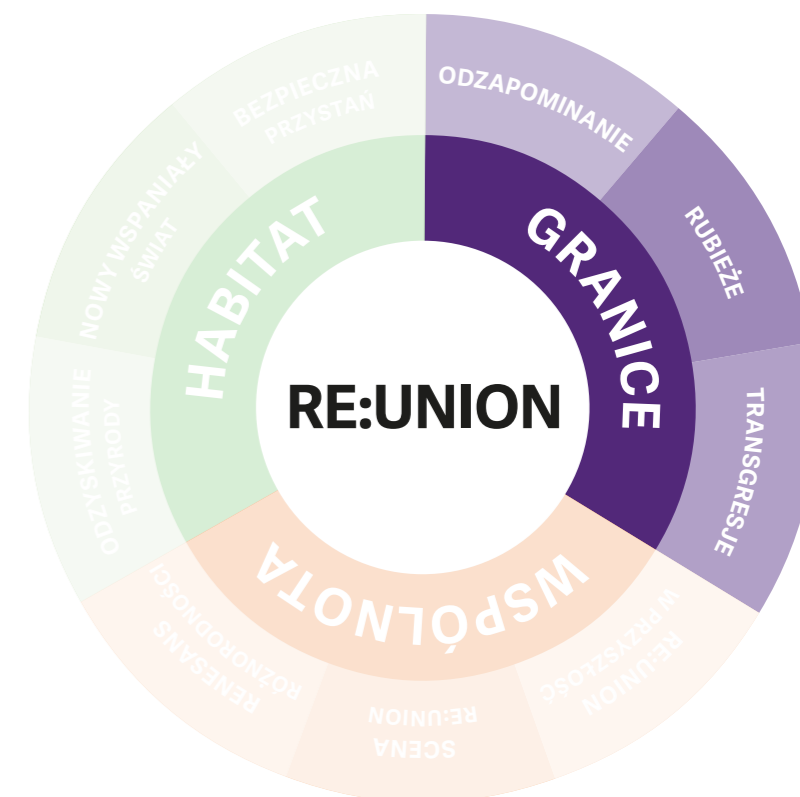 BEZPIECZNA
PRZYSTAŃ
ODZAPOMINANIE
NOWY WSPANIAŁY
ŚWIAT
RUBIEŻE
HABITAT
GRANICE
RE:UNION
ODZYSKIWANIE
PRZYRODY
TRANSGRESJE
WSPÓLNOTA
RENESANS
RÓŻNORODNOŚCI
SCENA
RE:UNION
RE:UNION
W PRZYSZŁOŚĆ